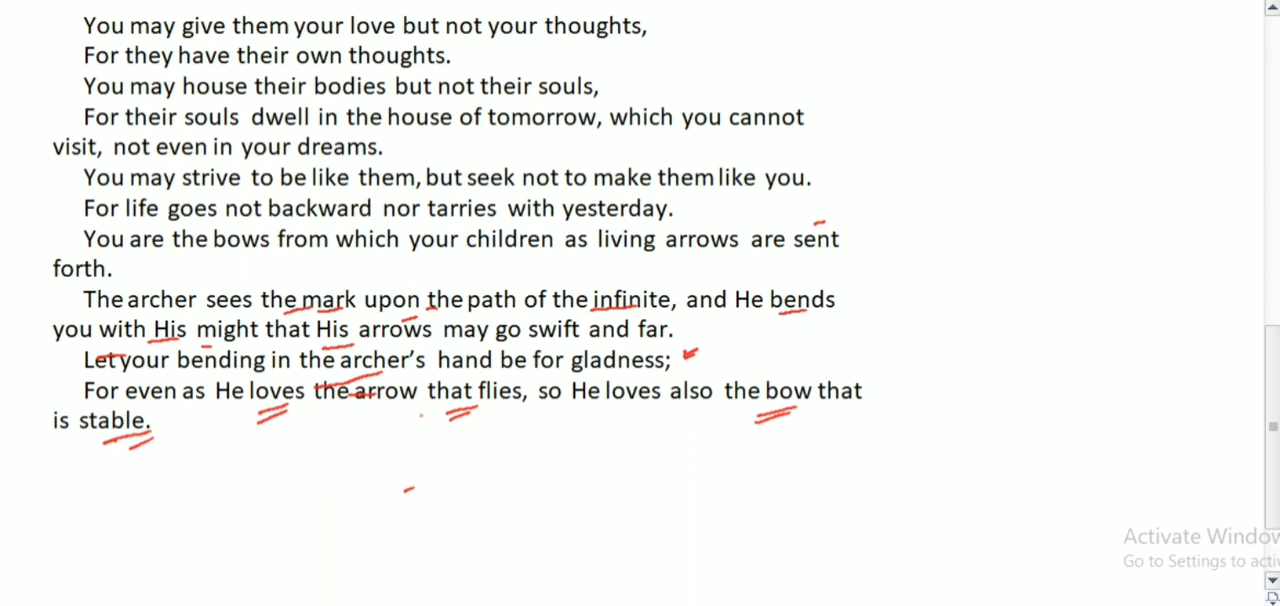 You may give them your love but not your thoughts,
For they have their own thoughts.
You may house their bodies but not their souls,
For their souls dwell in the house of tomorrow, which you cannot
visit, not even in your dreams.
You may strive to be like them, but seek not to make them like you.
For life goes not backward nor tarries with yesterday.
You are the bows from which your children as living arrows are sent
forth.
The archer sees the mark upon the path of the infinite, and He bends
you with His might that His arrows may go swift and far.
Let your bending in the archer’s hand be for gladness;
For even as He loves the arrow that flies, so He loves also the bow that
is stable.
Activate Window
Go to Settings to acti